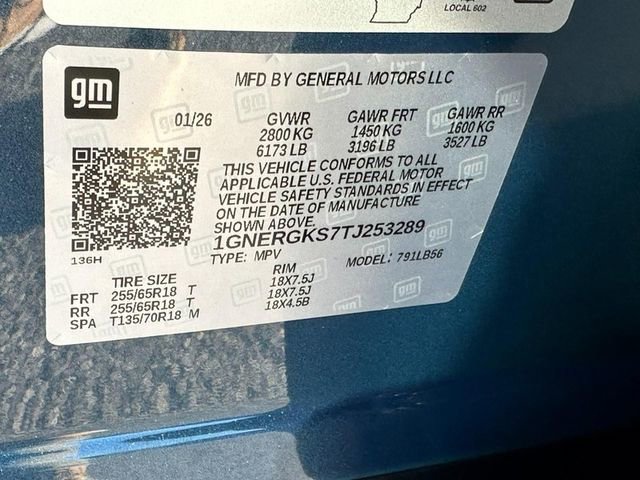 LOCAL 602
gm
MFD BY GENERAL MOTORS LLC
01/26 GVWR GAWR FRT GAWR RR
2800 KG 1450 KG 1600 KG
6173 LB 3196 LB 3527 LB
THIS VEHICLE CONFORMS TO ALL
APPLICABLE U.S. FEDERAL MOTOR
VEHICLE SAFETY STANDARDS IN EFFECT
ON THE DATE OF MANUFACTURE
SHOWN ABOVE.
1GNERGKS7TJ253289
136H
TYPE: MPV MODEL: 791LB56
TIRE SIZE RIM
FRT 255/65R18 T 18X7.5J
RR 255/65R18 T 18X7.5J
SPA T135/70R18 M 18X4.5B